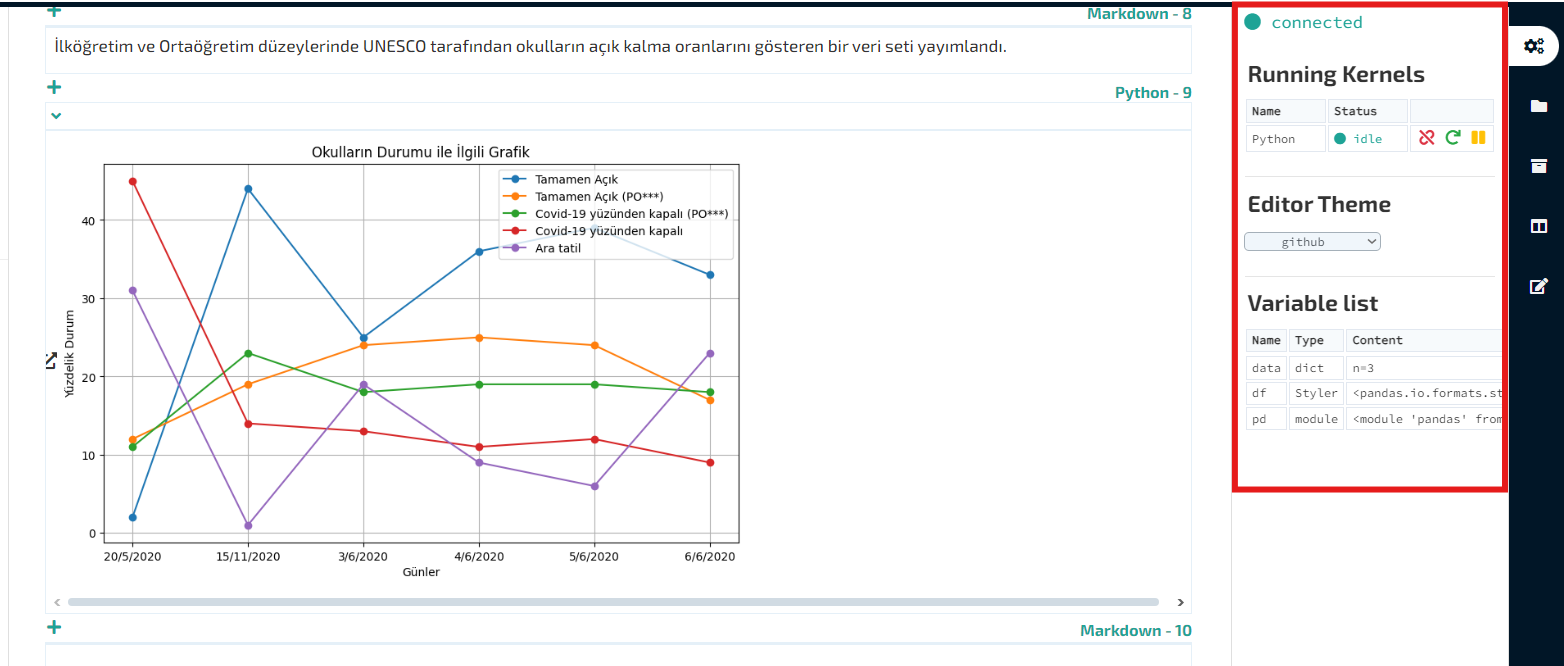 Markdown - 8
İlköğretim ve Ortaöğretim düzeylerinde UNESCO tarafından okulların açık kalma oranlarını gösteren bir veri seti yayımlandı.
Python - 9
Okulların Durumu ile İlgili Grafik
Tamamen Açık
Tamamen Açık (PO***)
Covid-19 yüzünden kapalı (PO***)
Covid-19 yüzünden kapalı
Ara tatil
Yüzdelik Durum
40
30
20
10
0
20/5/2020 15/11/2020 3/6/2020 4/6/2020 5/6/2020 6/6/2020
Günler
Markdown - 10
connected
Running Kernels
Name Status
Python idle
Editor Theme
github
Variable list
Name Type Content
data dict n=3
df Styler <pandas.io.formats.st
pd module <module 'pandas' from